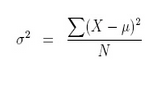 σ² = ∑(X − μ)² / N